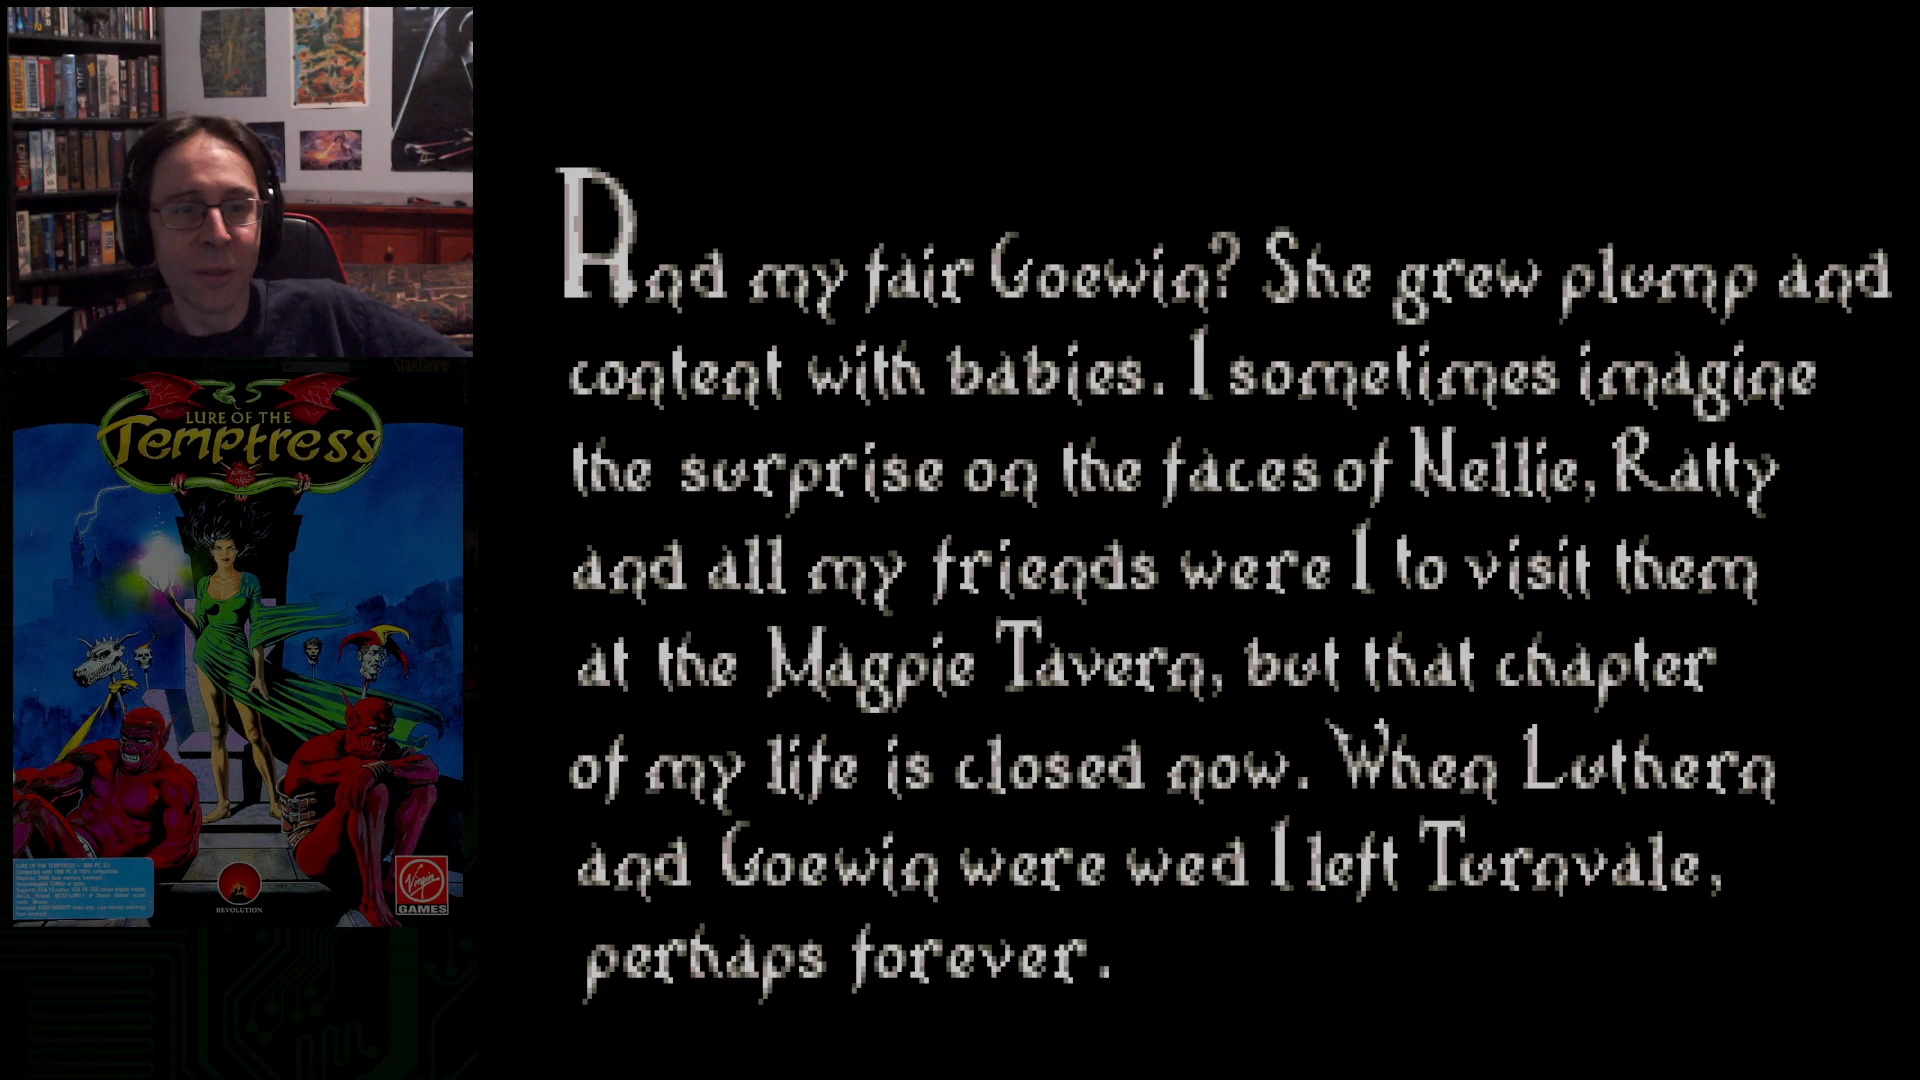 LURE OF THE
Temptress
REVOLUTION
Virgin
GAMES
And my fair Goewin? She grew plump and
content with babies. I sometimes imagine
the surprise on the faces of Nellie, Ratty
and all my friends were I to visit them
at the Magpie Tavern, but that chapter
of my life is closed now. When Luthern
and Goewin were wed I left Turnvale,
perhaps forever.